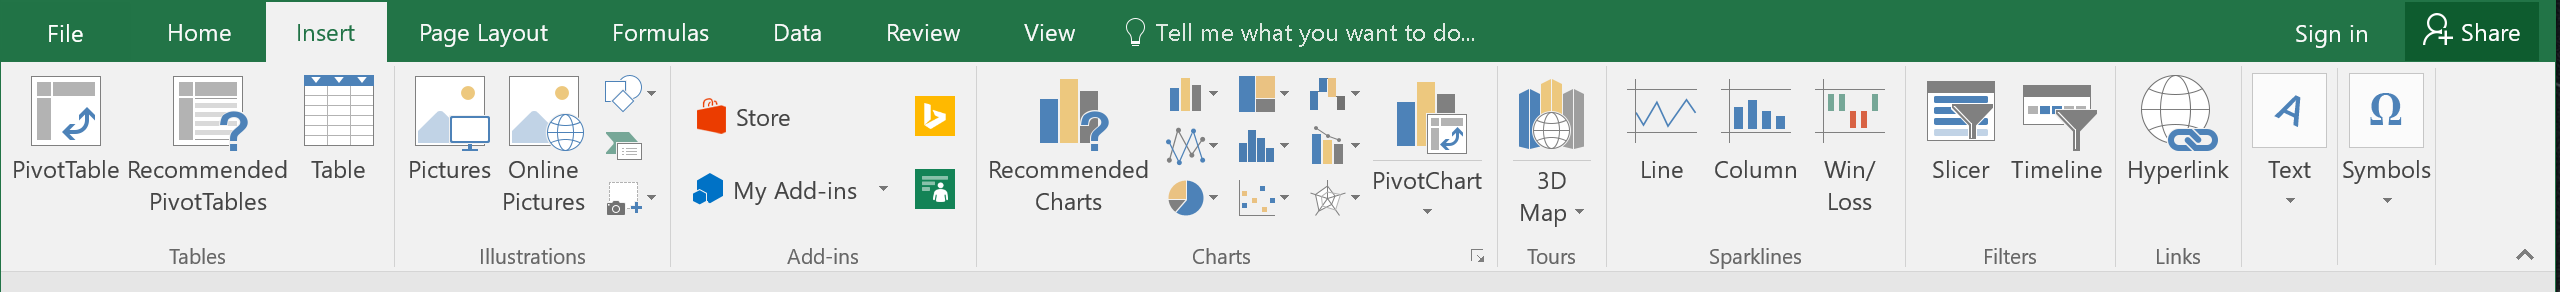 File Home Insert Page Layout Formulas Data Review View Tell me what you want to do... Sign in Share
PivotTable
Recommended
PivotTables
Table
Tables
Pictures
Online
Pictures
Illustrations
Store
My Add-ins
Add-ins
Recommended
Charts
PivotChart
Charts
3D
Map
Tours
Line
Column
Win/
Loss
Sparklines
Slicer
Timeline
Filters
Hyperlink
Links
A
Text
Ω
Symbols